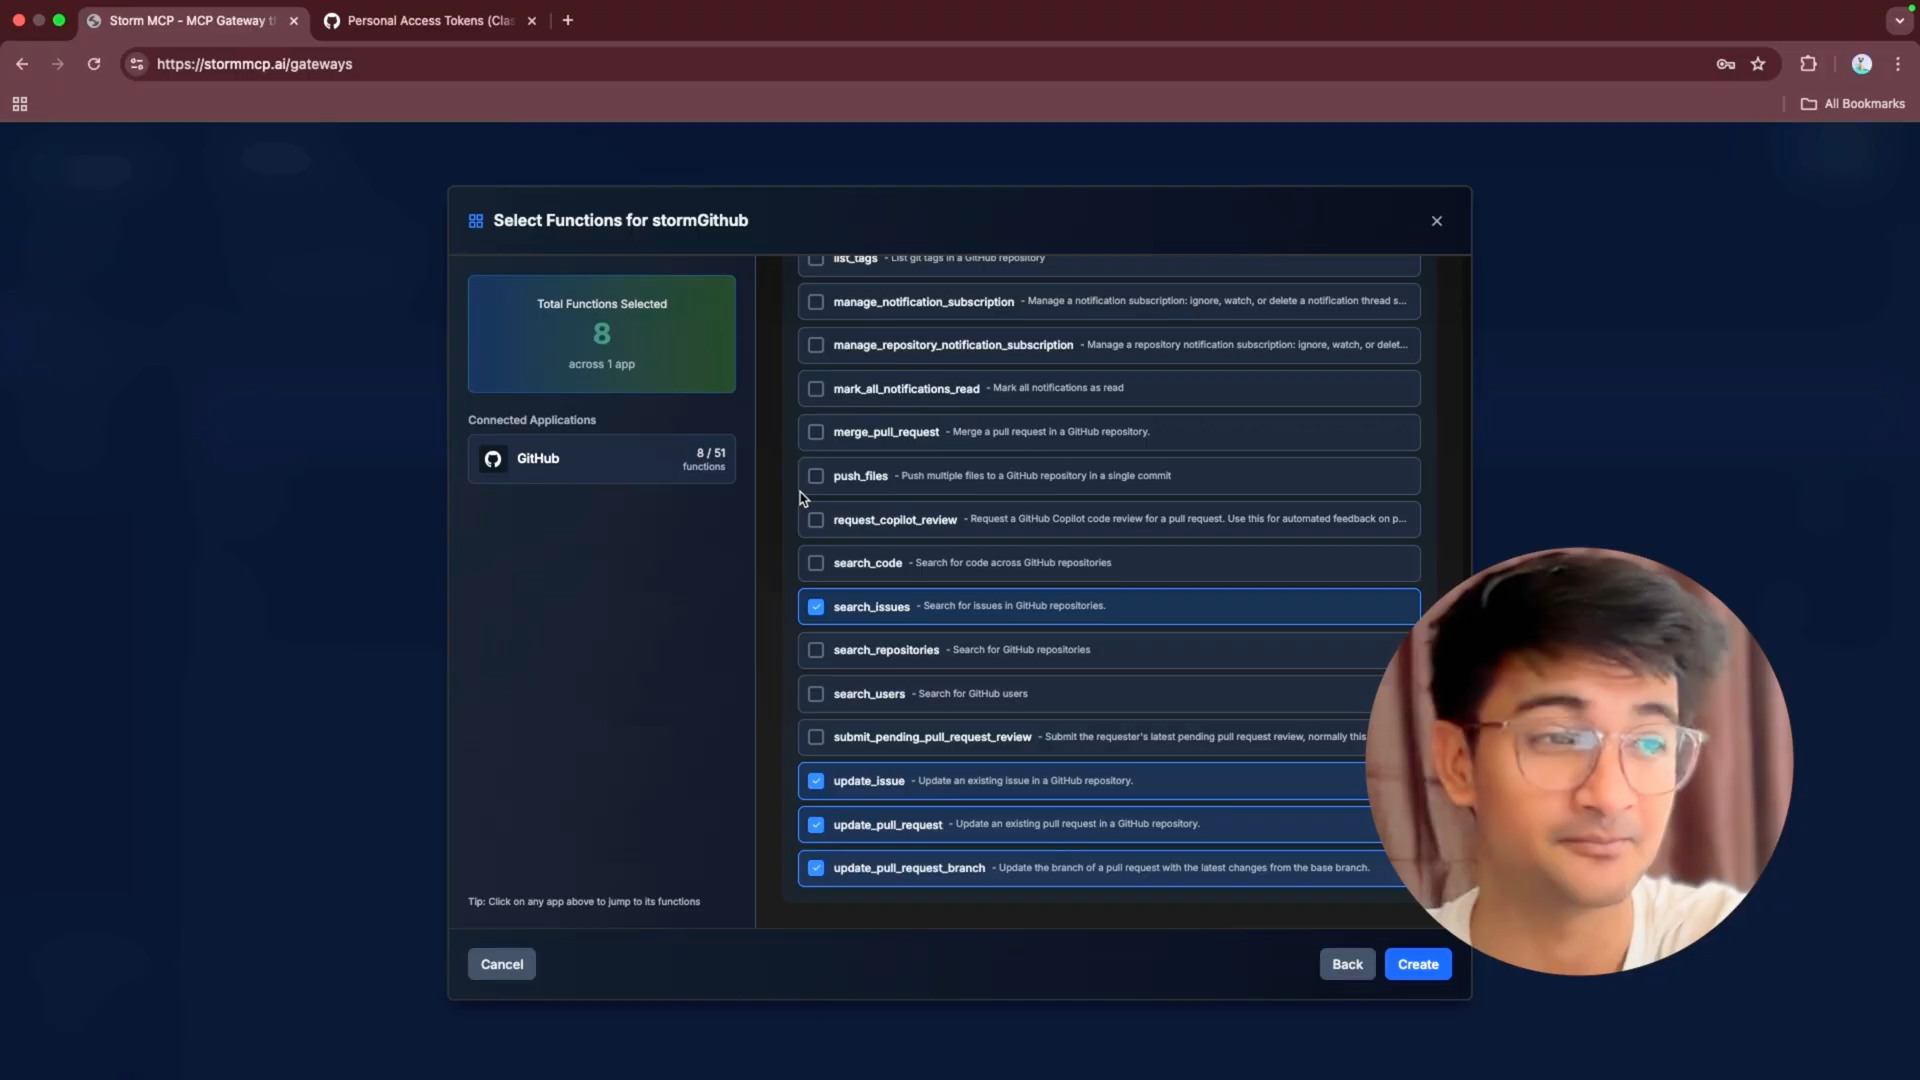 Storm MCP - MCP Gateway t
Personal Access Tokens (Clas
https://stormmcp.ai/gateways
All Bookmarks
Select Functions for stormGithub
Total Functions Selected
8
across 1 app
Connected Applications
GitHub
8 / 51
functions
Tip: Click on any app above to jump to its functions
list_tags - List git tags in a GitHub repository
manage_notification_subscription - Manage a notification subscription: ignore, watch, or delete a notification thread s...
manage_repository_notification_subscription - Manage a repository notification subscription: ignore, watch, or delet...
mark_all_notifications_read - Mark all notifications as read
merge_pull_request - Merge a pull request in a GitHub repository.
push_files - Push multiple files to a GitHub repository in a single commit
request_copilot_review - Request a GitHub Copilot code review for a pull request. Use this for automated feedback on p...
search_code - Search for code across GitHub repositories
search_issues - Search for issues in GitHub repositories.
search_repositories - Search for GitHub repositories
search_users - Search for GitHub users
submit_pending_pull_request_review - Submit the requester's latest pending pull request review, normally this
update_issue - Update an existing issue in a GitHub repository.
update_pull_request - Update an existing pull request in a GitHub repository.
update_pull_request_branch - Update the branch of a pull request with the latest changes from the base branch.
Cancel
Back
Create